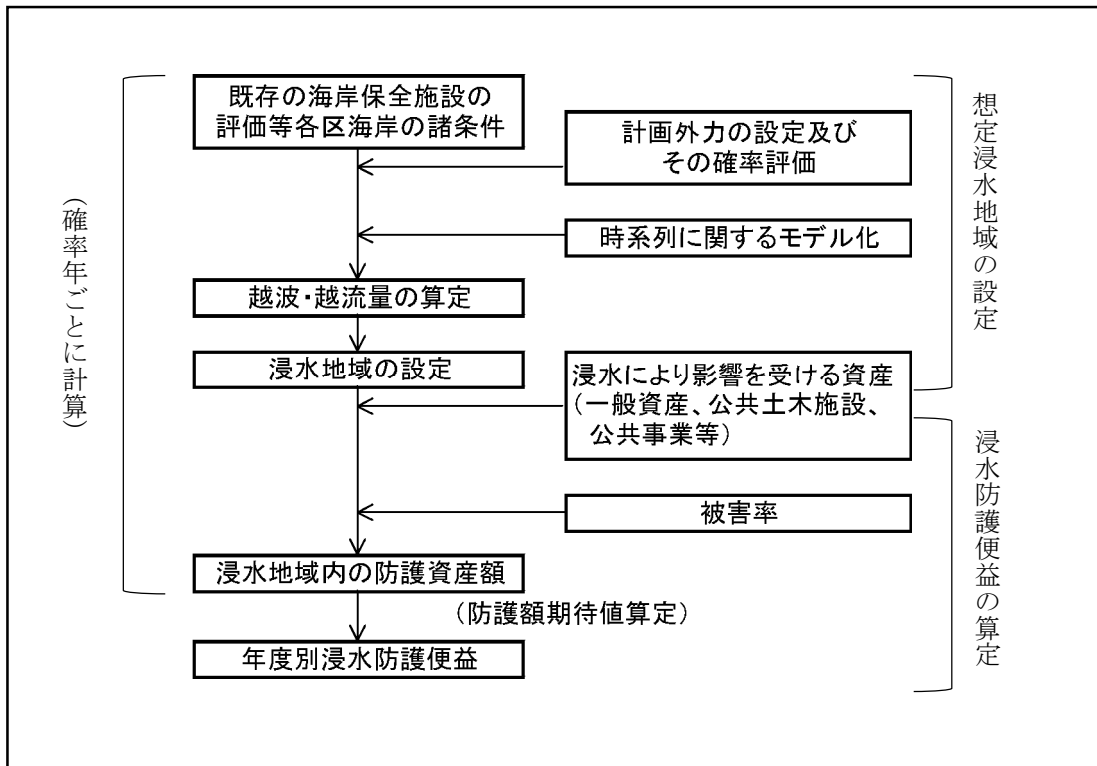 既存の海岸保全施設の
評価等各区海岸の諸条件
計画外力の設定及び
その確率評価
時系列に関するモデル化
越波・越流量の算定
浸水地域の設定
浸水により影響を受ける資産
（一般資産、公共土木施設、
公共事業等）
被害率
浸水地域内の防護資産額
（防護額期待値算定）
年度別浸水防護便益
（確率年ごとに計算）
想定浸水地域の設定
浸水防護便益の算定